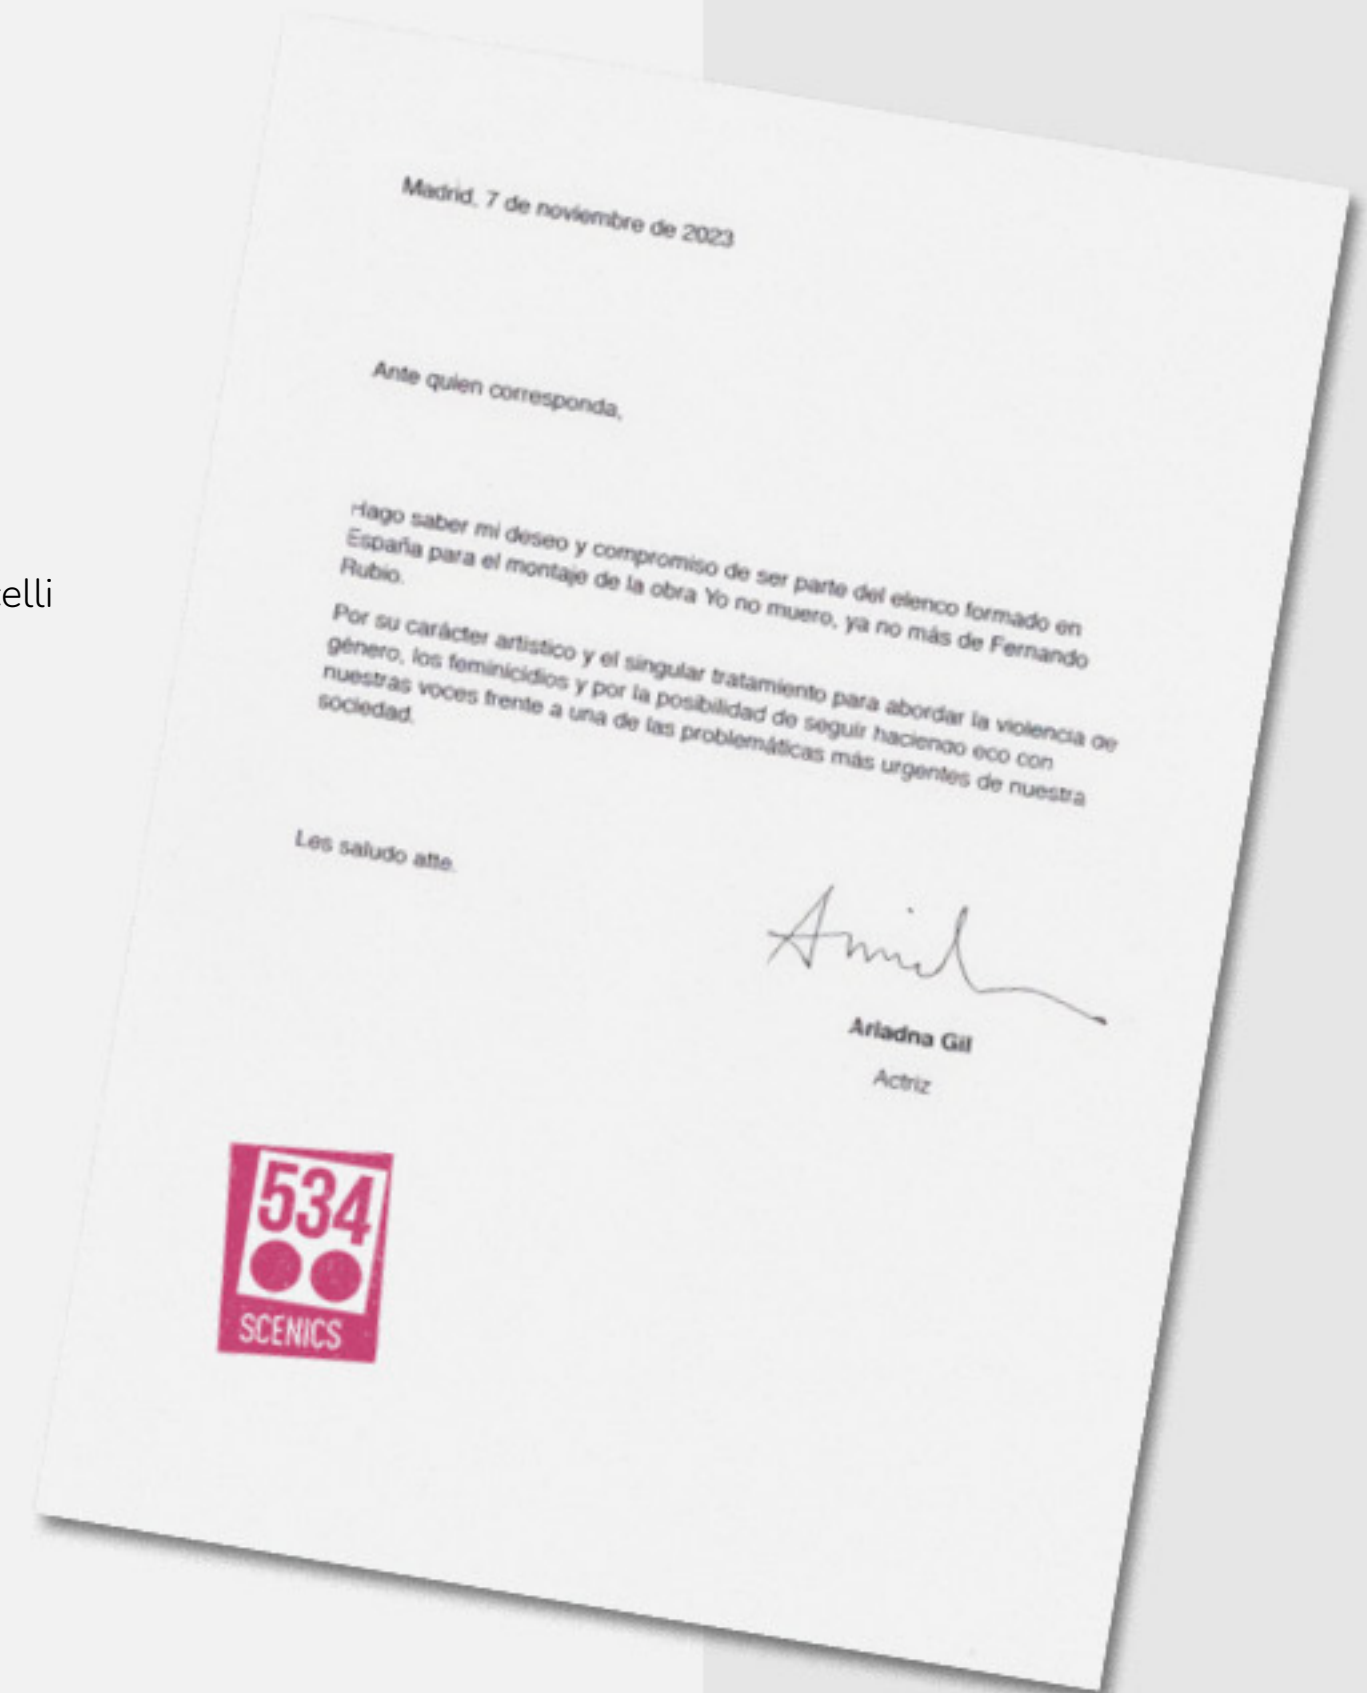 Madrid, 7 de noviembre de 2023
Ante quien corresponda,
elli
Hago saber mi deseo y compromiso de ser parte del elenco formado en
España para el montaje de la obra Yo no muero, ya no más de Fernando
Rubio.
Por su carácter artístico y el singular tratamiento para abordar la violencia de
género, los feminicidios y por la posibilidad de seguir haciendo eco con
nuestras voces frente a una de las problemáticas más urgentes de nuestra
sociedad.
Les saludo atte.
Ariadna Gil
Actriz
534
SCENICS